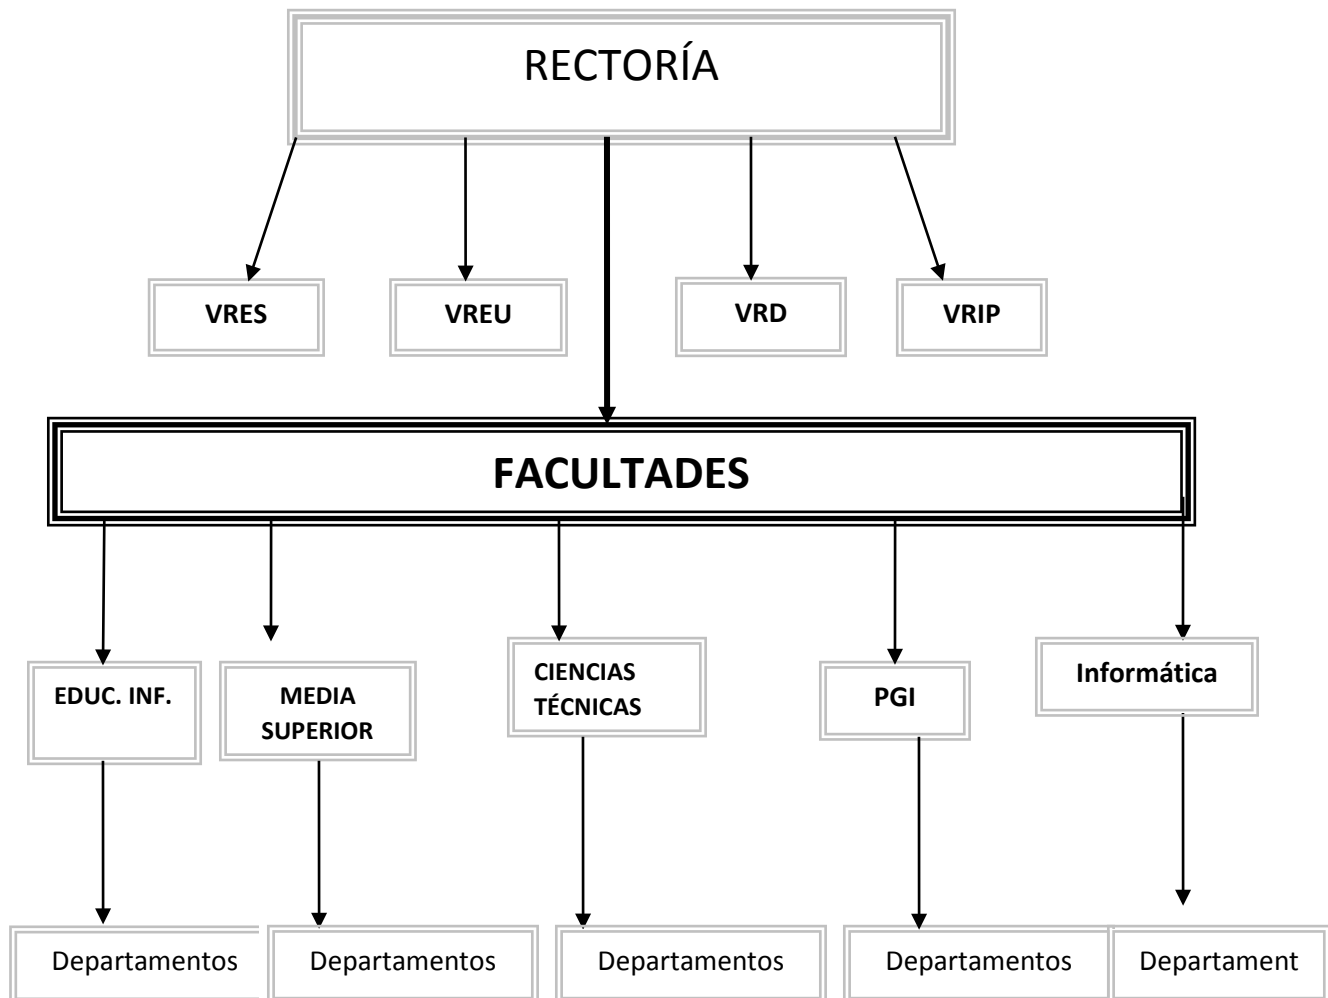 RECTORÍA
VRES
VREU
VRD
VRIP
FACULTADES
EDUC. INF.
MEDIA
SUPERIOR
CIENCIAS
TÉCNICAS
PGI
Informática
Departamentos
Departamentos
Departamentos
Departamentos
Departament